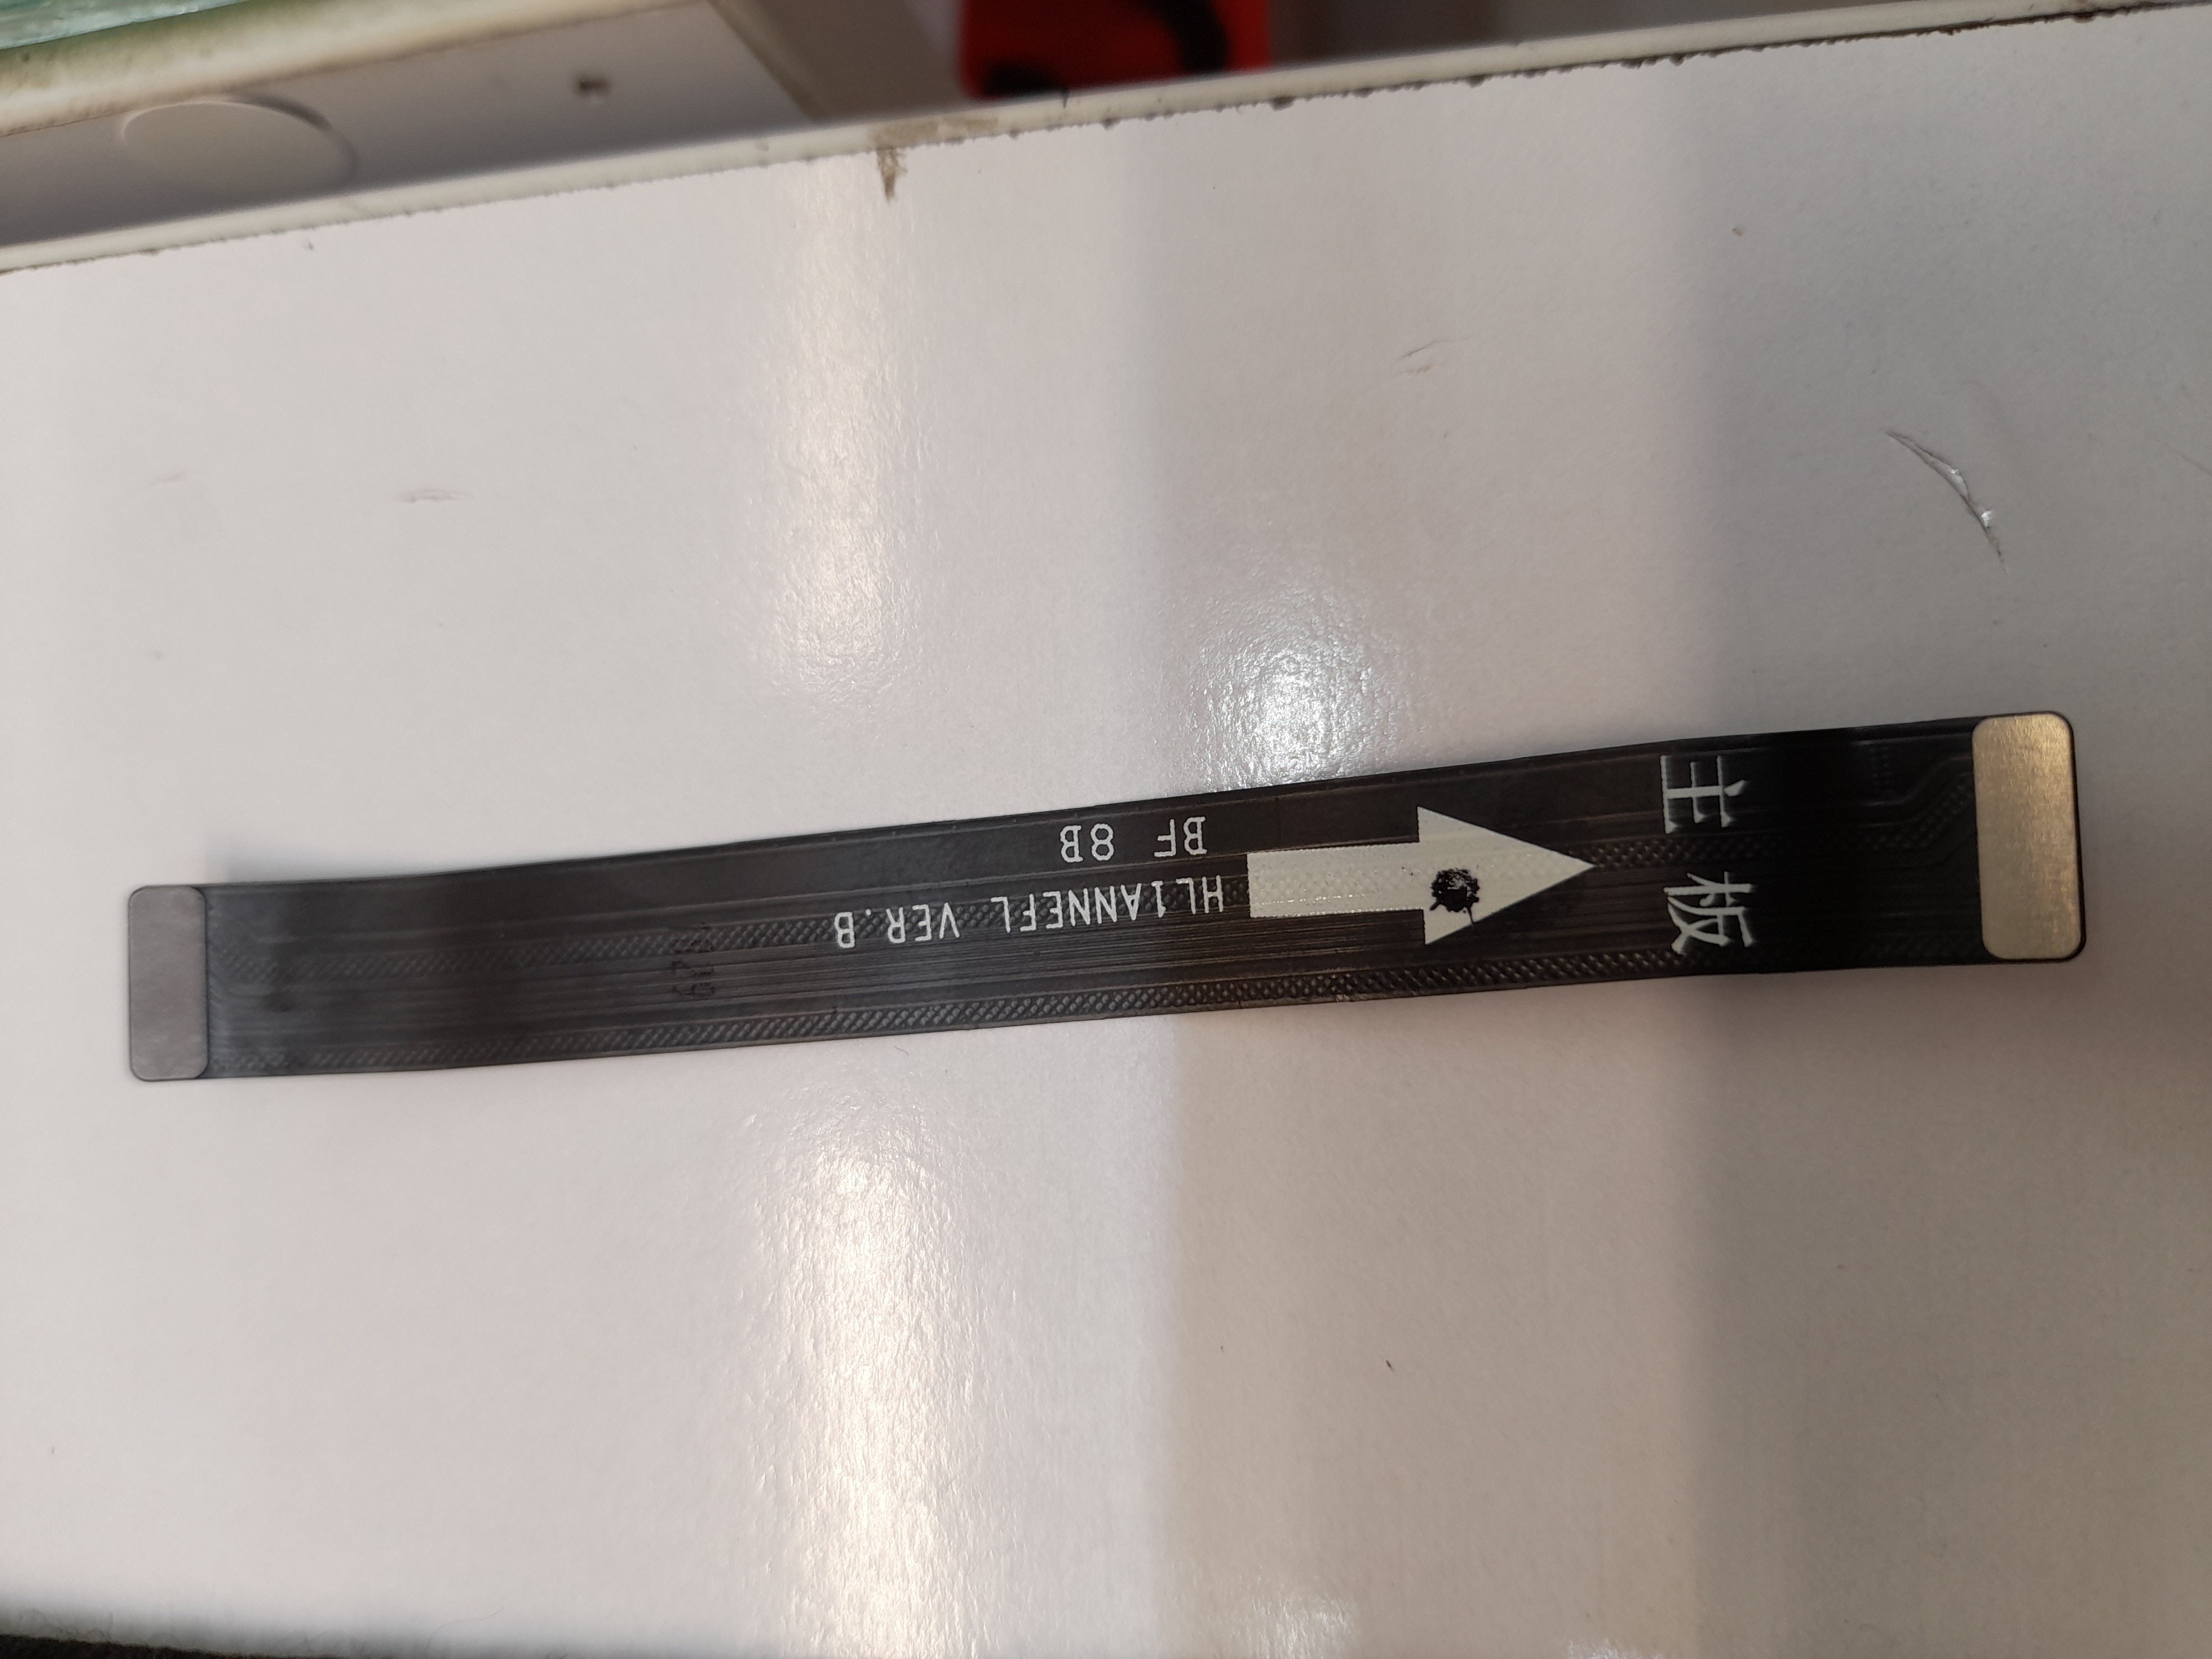 主板
HL1ANNEFL VER.B
BF 8B